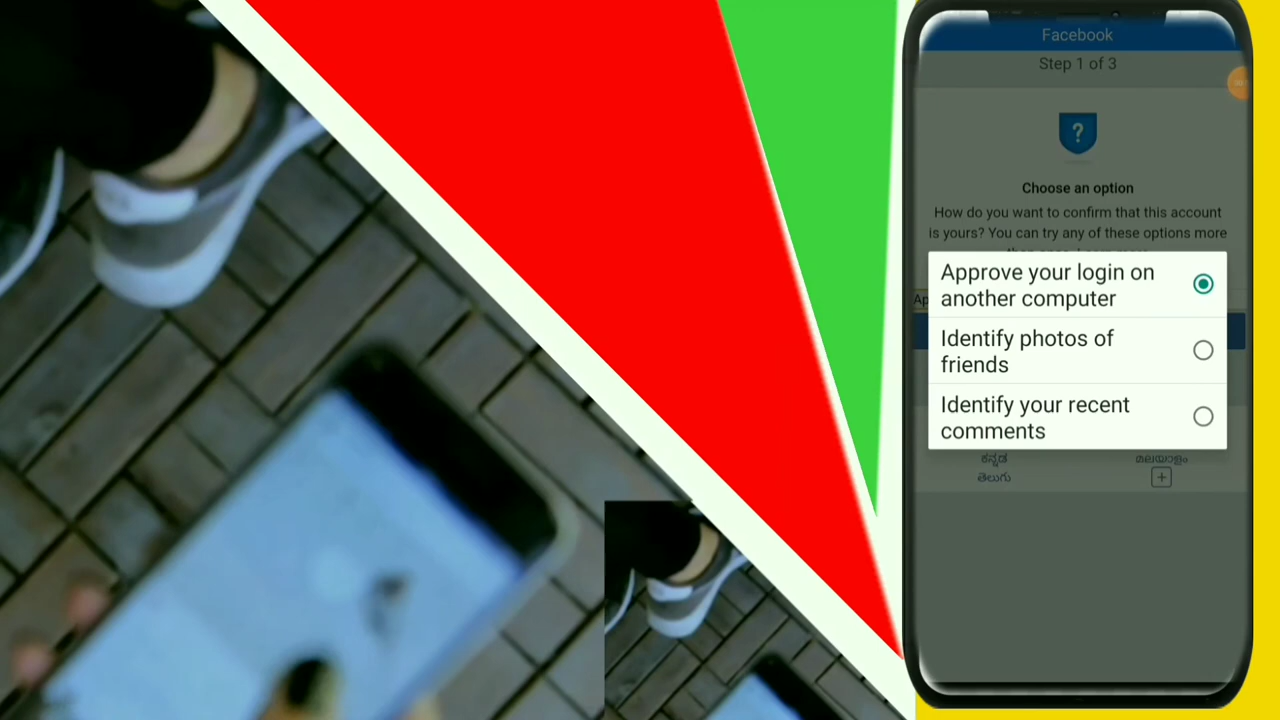 Facebook
Step 1 of 3
?
Choose an option
How do you want to confirm that this account
is yours? You can try any of these options more
Approve your login on
another computer
Identify photos of
friends
Identify your recent
comments
ಕನ್ನಡ
മലയാളം
తెలుగు